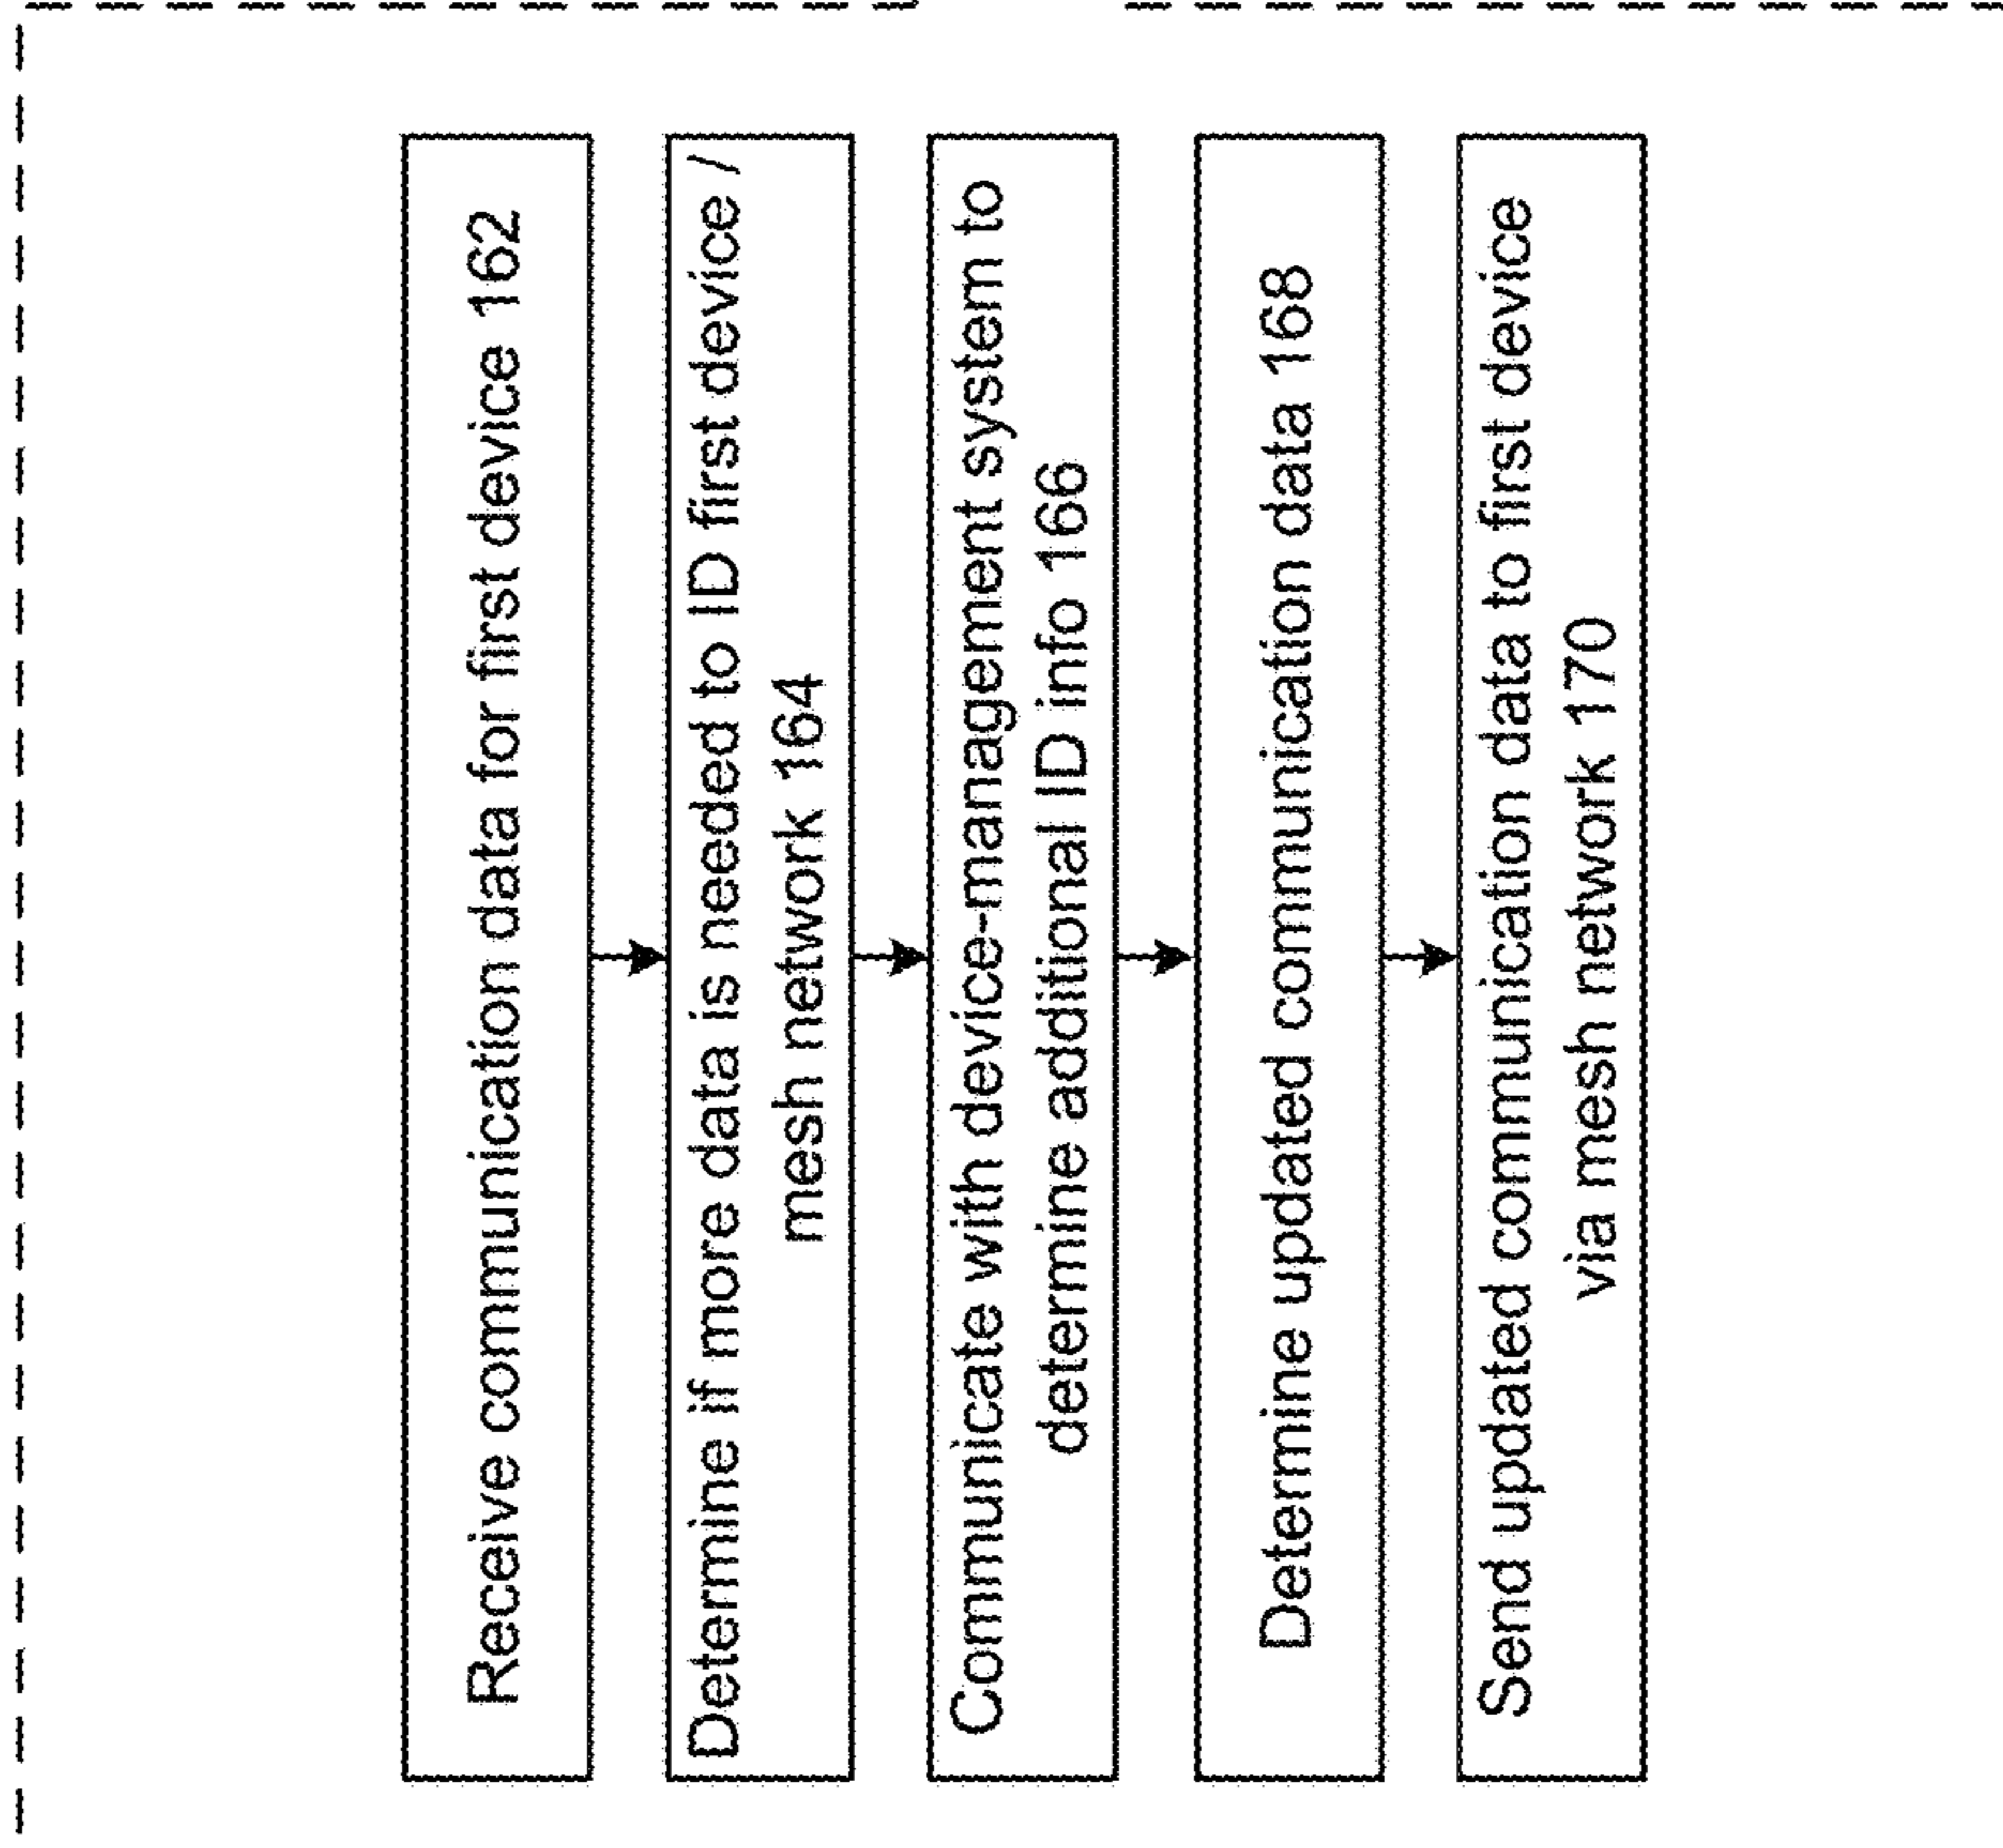 Receive communication data for first device 162
Determine if more data is needed to ID first device /
mesh network 164
Communicate with device-management system to
determine additional ID info 166
Determine updated communication data 168
Send updated communication data to first device
via mesh network 170